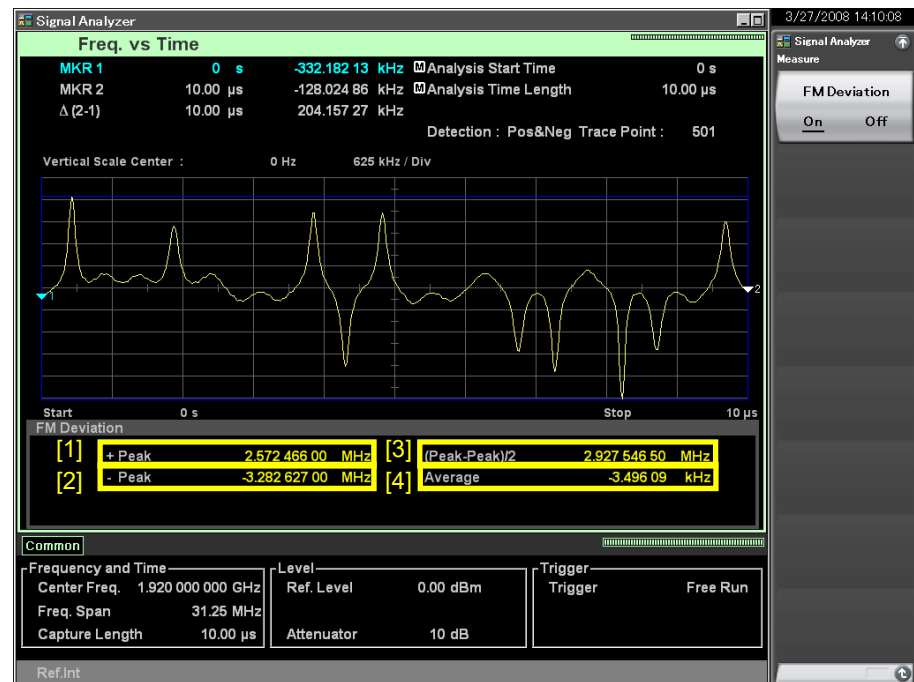 Signal Analyzer
3/27/2008 14:10:08
Freq. vs Time
MKR 1 0 s -332.182 13 kHz M Analysis Start Time 0 s
MKR 2 10.00 µs -128.024 86 kHz M Analysis Time Length 10.00 µs
Δ (2-1) 10.00 µs 204.157 27 kHz
Detection : Pos&Neg Trace Point : 501
Vertical Scale Center : 0 Hz 625 kHz / Div
1
2
Start 0 s Stop 10 µs
FM Deviation
[1] + Peak 2.572 466 00 MHz [3] (Peak-Peak)/2 2.927 546 50 MHz
[2] - Peak -3.282 627 00 MHz [4] Average -3.496 09 kHz
Common
Frequency and Time
Center Freq. 1.920 000 000 GHz
Freq. Span 31.25 MHz
Capture Length 10.00 µs
Level
Ref. Level 0.00 dBm
Attenuator 10 dB
Trigger
Trigger Free Run
Ref.Int
Signal Analyzer
Measure
FM Deviation
On Off